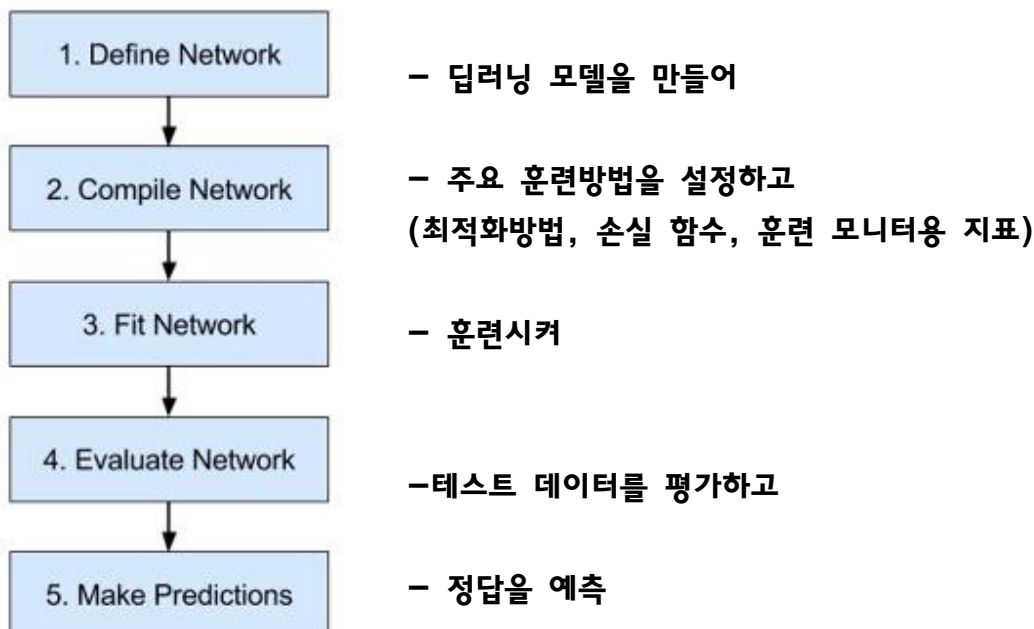 1. Define Network
– 딥러닝 모델을 만들어
2. Compile Network
– 주요 훈련방법을 설정하고
(최적화방법, 손실 함수, 훈련 모니터용 지표)
3. Fit Network
– 훈련시켜
4. Evaluate Network
–테스트 데이터를 평가하고
5. Make Predictions
– 정답을 예측